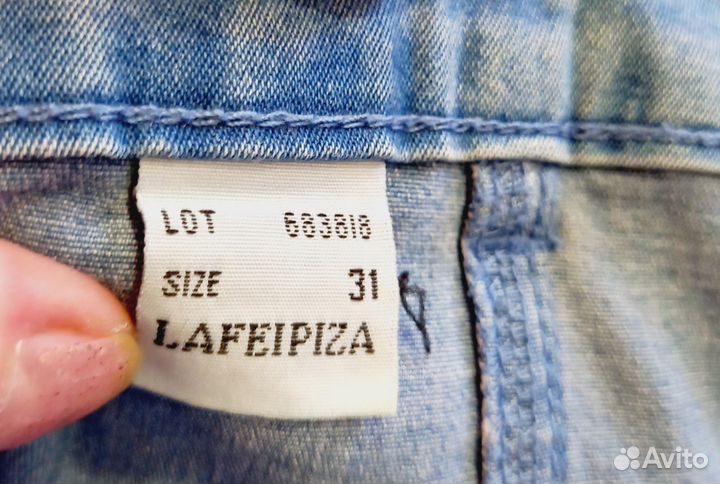 LOT 683818
SIZE 31
LAFEIPIZA
Avito